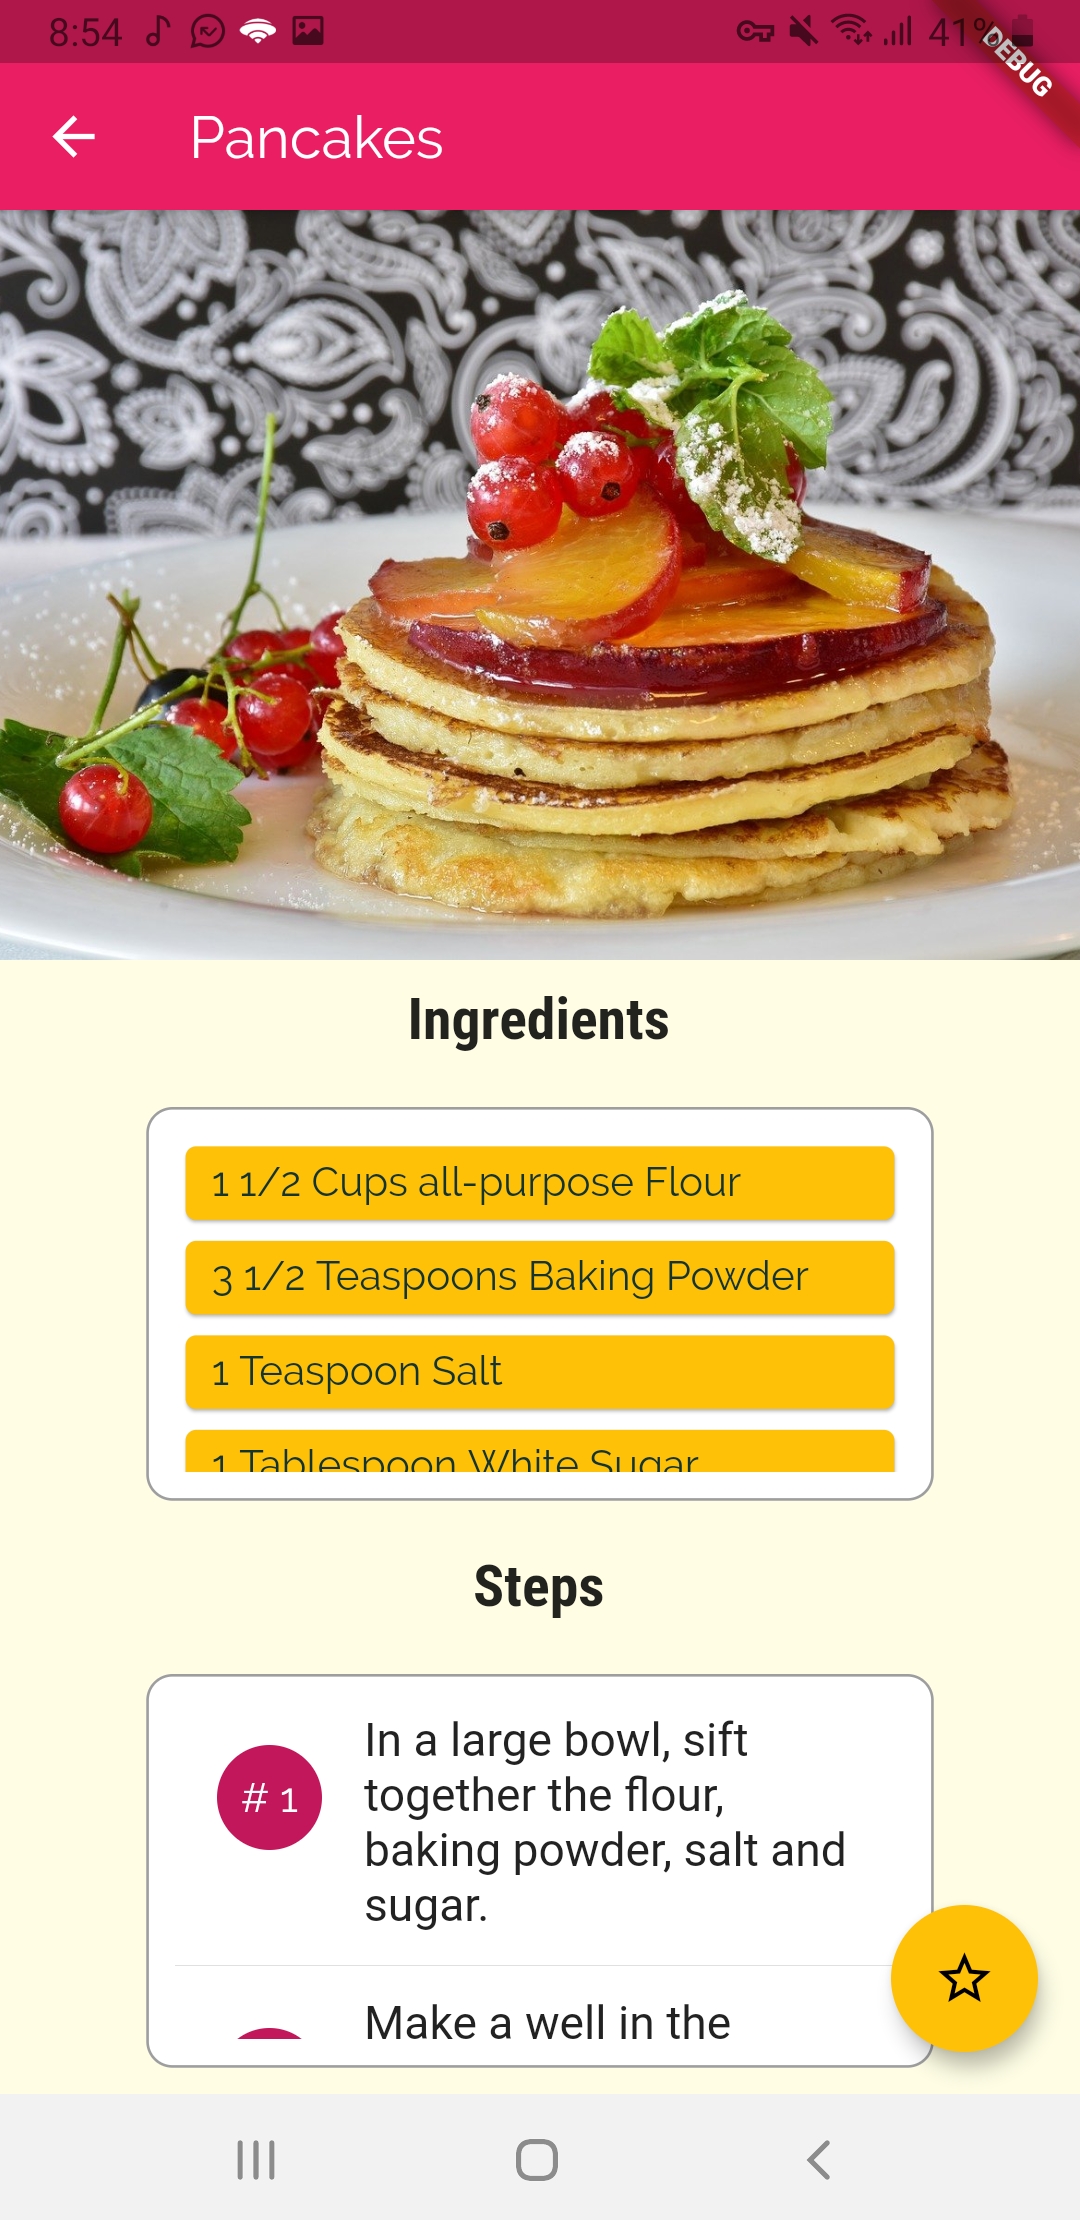 8:54
41%
DEBUG
Pancakes
Ingredients
1 1/2 Cups all-purpose Flour
3 1/2 Teaspoons Baking Powder
1 Teaspoon Salt
1 Tablespoon White Sugar
Steps
# 1
In a large bowl, sift
together the flour,
baking powder, salt and
sugar.
Make a well in the